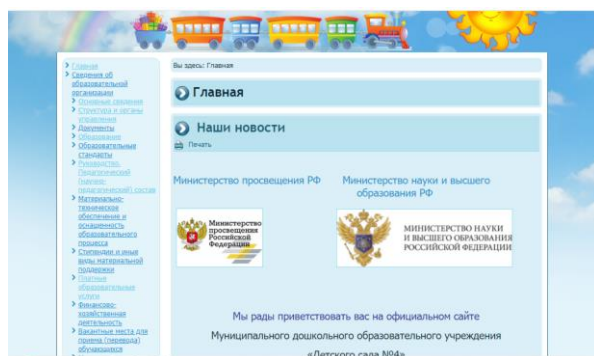 Главная
Сведения об
образовательной
организации
Основные сведения
Структура и органы
управления
Документы
Образование
Образовательные
стандарты
Руководство.
Педагогический
(научно-
педагогический) состав
Материально-
техническое
обеспечение и
оснащенность
образовательного
процесса
Стипендии и иные
виды материальной
поддержки
Платные
образовательные
услуги
Финансово-
хозяйственная
деятельность
Вакантные места для
приема (перевода)
обучающихся
Вы здесь: Главная
Главная
Наши новости
Печать
Министерство просвещения РФ
Министерство науки и высшего
образования РФ
Министерство
просвещения
Российской
Федерации
МИНИСТЕРСТВО НАУКИ
И ВЫСШЕГО ОБРАЗОВАНИЯ
РОССИЙСКОЙ ФЕДЕРАЦИИ
Мы рады приветствовать вас на официальном сайте
Муниципального дошкольного образовательного учреждения
«Детского сада №4»